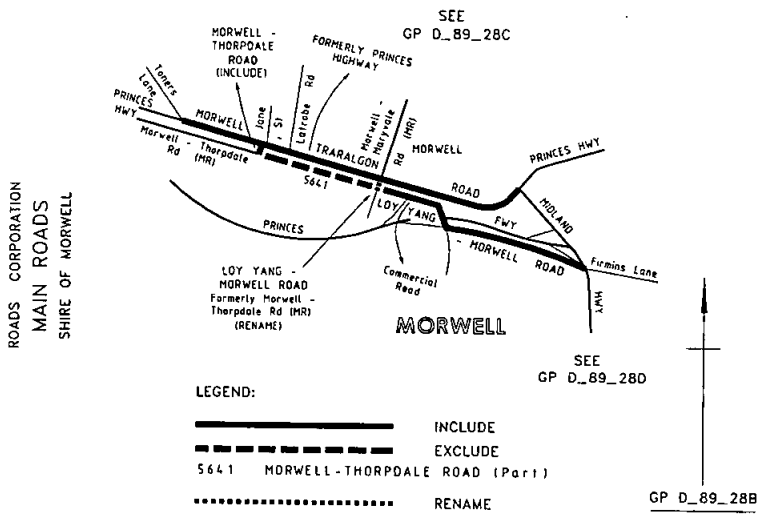 SEE
GP D_89_28C
MORWELL -
THORPDALE
ROAD
(INCLUDE)
FORMERLY PRINCES
HIGHWAY
Toners
Lane
PRINCES
HWY
MORWELL
Jane
St
Latrobe Rd
TRARALGON
Morwell
Maryvale
Rd (MR)
MORWELL
ROAD
PRINCES HWY
Morwell - Thorpdale
Rd (MR)
5641
LOY YANG
- MORWELL ROAD
PRINCES
FWY
MIDLAND
HWY
Firmins Lane
Commercial
Road
LOY YANG -
MORWELL ROAD
Formerly Morwell -
Thorpdale Rd (MR)
(RENAME)
MORWELL
SEE
GP D_89_28D
ROADS CORPORATION
MAIN ROADS
SHIRE OF MORWELL
LEGEND:
INCLUDE
EXCLUDE
5641 MORWELL-THORPDALE ROAD (Part)
RENAME
GP D_89_28B